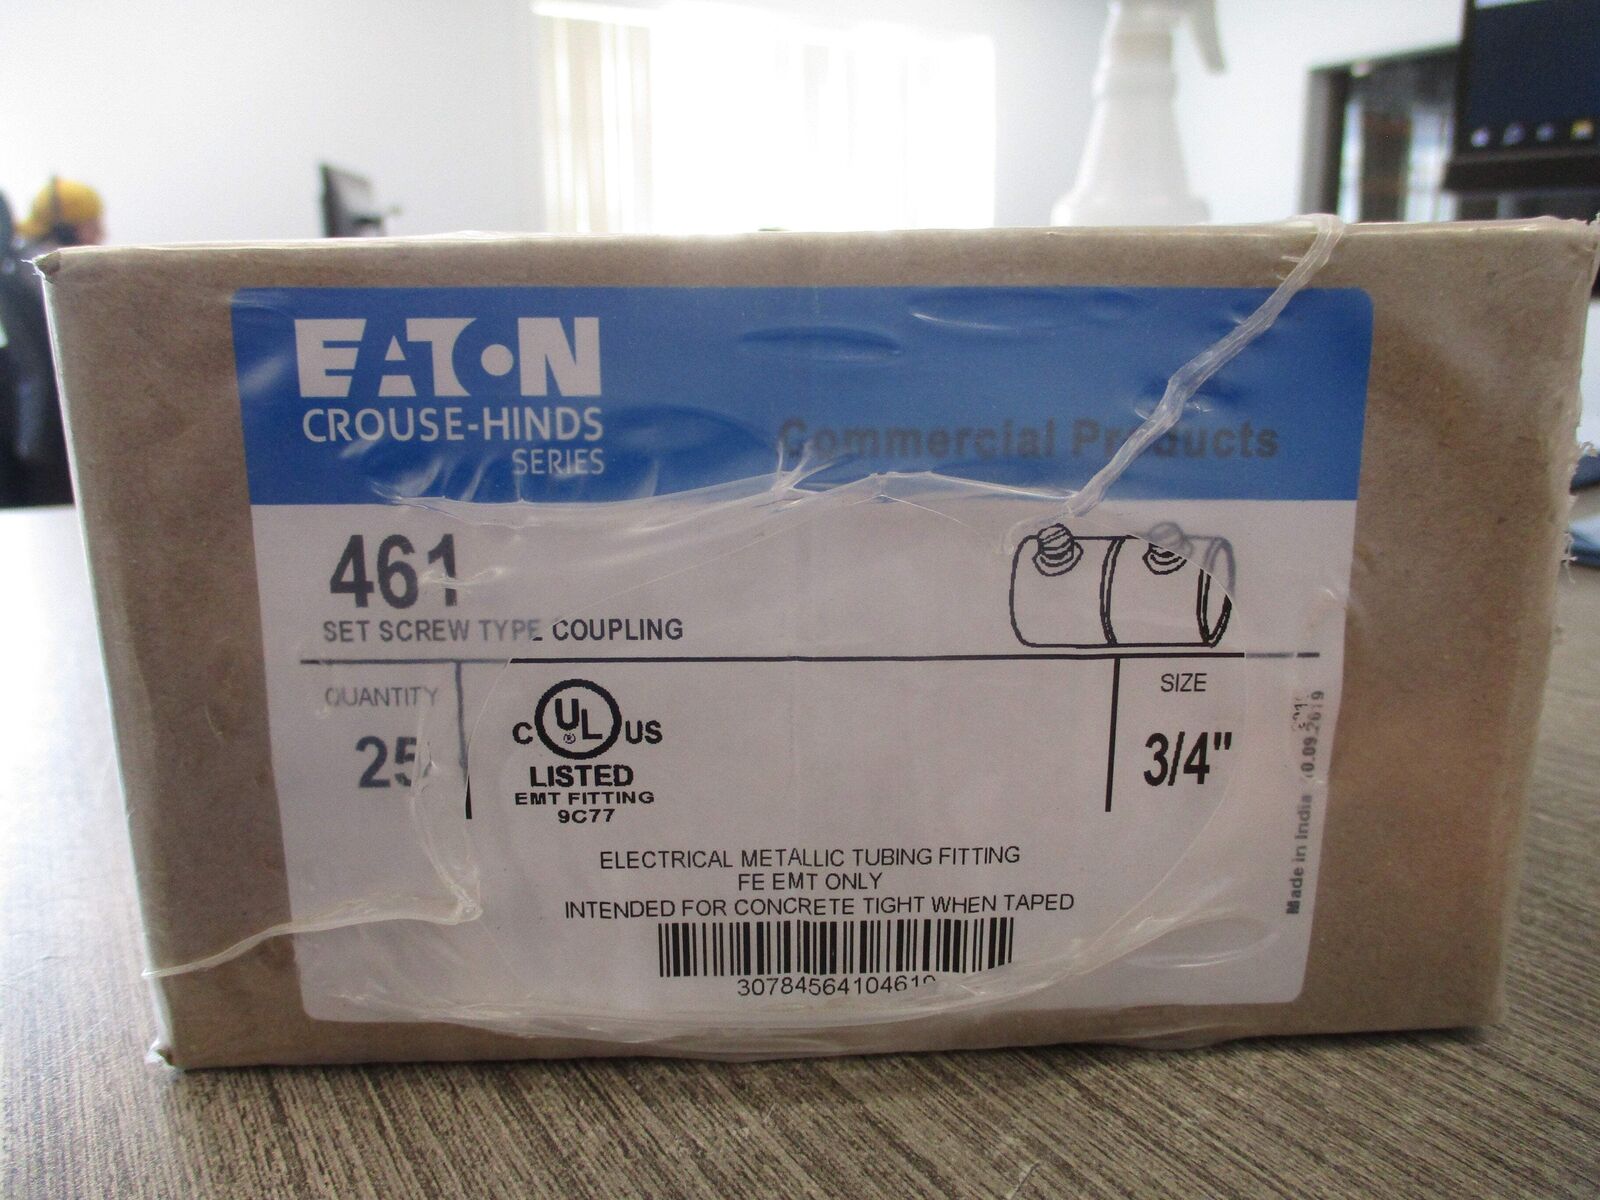 EATON
CROUSE-HINDS
SERIES
Commercial Products
461
SET SCREW TYPE COUPLING
QUANTITY
25
C UL US
®
LISTED
EMT FITTING
9C77
SIZE
3/4"
ELECTRICAL METALLIC TUBING FITTING
FE EMT ONLY
INTENDED FOR CONCRETE TIGHT WHEN TAPED
Made in India